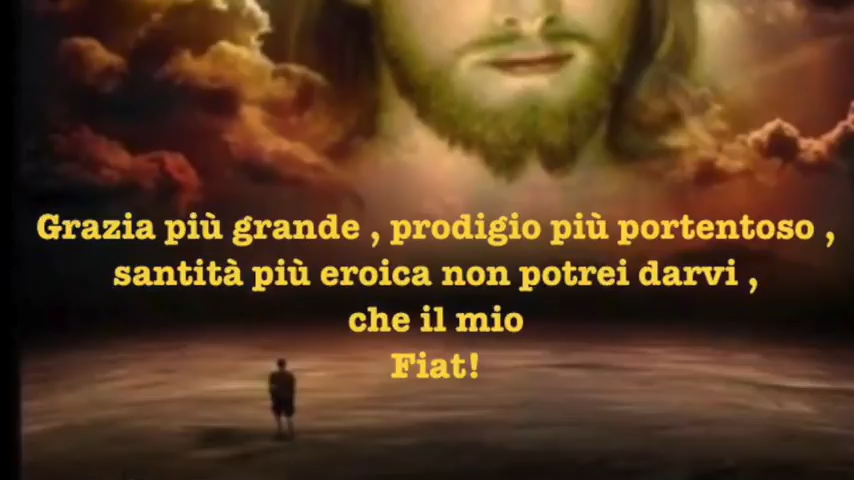 Grazia più grande , prodigio più portentoso ,
santità più eroica non potrei darvi ,
che il mio
Fiat!